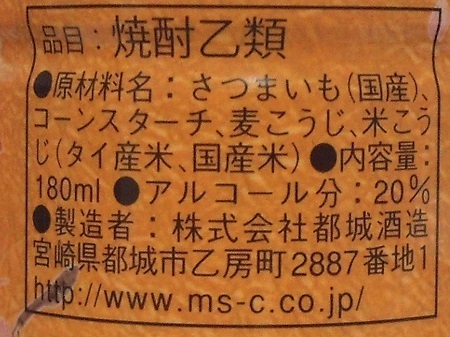 品目：焼酎乙類
●原材料名：さつまいも(国産)、
コーンスターチ、麦こうじ、米こう
じ(タイ産米、国産米)●内容量：
180ml●アルコール分：20%
●製造者：株式会社都城酒造
宮崎県都城市乙房町2887番地1
http://www.ms-c.co.jp/